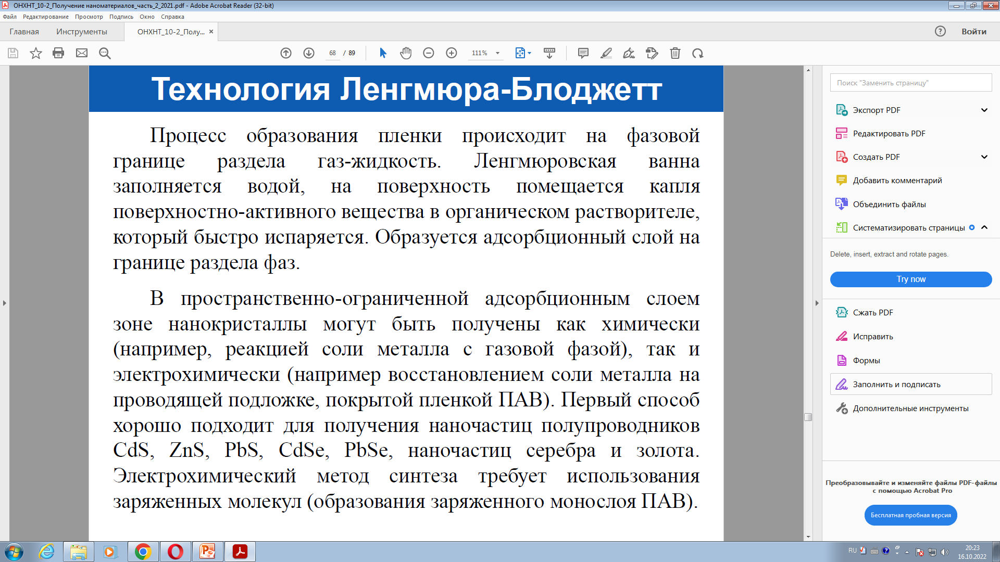 ОНХНТ_10-2_Получение наноматериалов_часть_2_2021.pdf - Adobe Acrobat Reader (32-bit)
Файл Редактирование Просмотр Подпись Окно Справка
Главная Инструменты ОНХНТ_10-2_Полу... Войти
68 / 89 111%
Технология Ленгмюра-Блоджетт
Процесс образования пленки происходит на фазовой
границе раздела газ-жидкость. Ленгмюровская ванна
заполняется водой, на поверхность помещается капля
поверхностно-активного вещества в органическом растворителе,
который быстро испаряется. Образуется адсорбционный слой на
границе раздела фаз.
В пространственно-ограниченной адсорбционным слоем
зоне нанокристаллы могут быть получены как химически
(например, реакцией соли металла с газовой фазой), так и
электрохимически (например восстановлением соли металла на
проводящей подложке, покрытой пленкой ПАВ). Первый способ
хорошо подходит для получения наночастиц полупроводников
CdS, ZnS, PbS, CdSe, PbSe, наночастиц серебра и золота.
Электрохимический метод синтеза требует использования
заряженных молекул (образования заряженного монослоя ПАВ).
Поиск "Заменить страницу"
Экспорт PDF
Редактировать PDF
Создать PDF
Добавить комментарий
Объединить файлы
Систематизировать страницы
Delete, insert, extract and rotate pages.
Try now
Сжать PDF
Исправить
Формы
Заполнить и подписать
Дополнительные инструменты
Преобразовывайте и изменяйте файлы PDF-файлы
с помощью Acrobat Pro
Бесплатная пробная версия
RU
20:23
16.10.2022